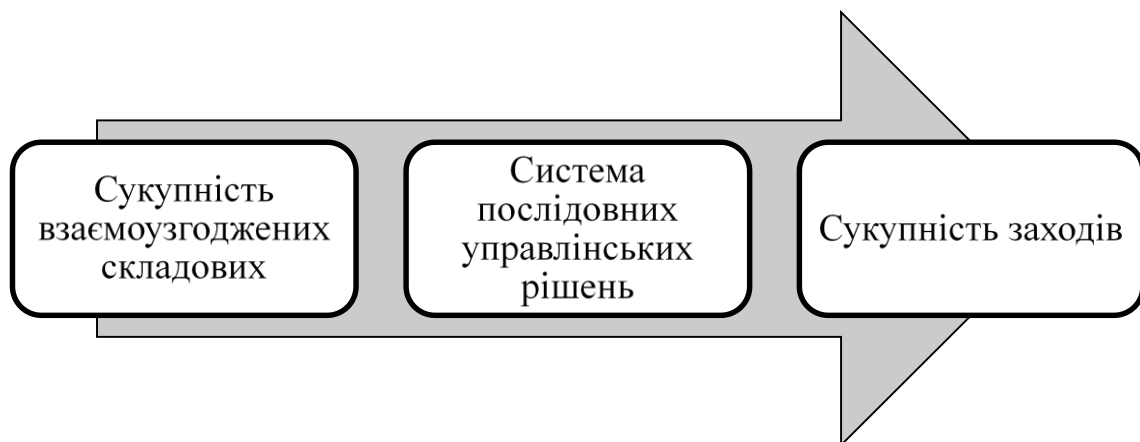 Сукупність
взаємоузгоджених
складових
Система
послідовних
управлінських
рішень
Сукупність заходів